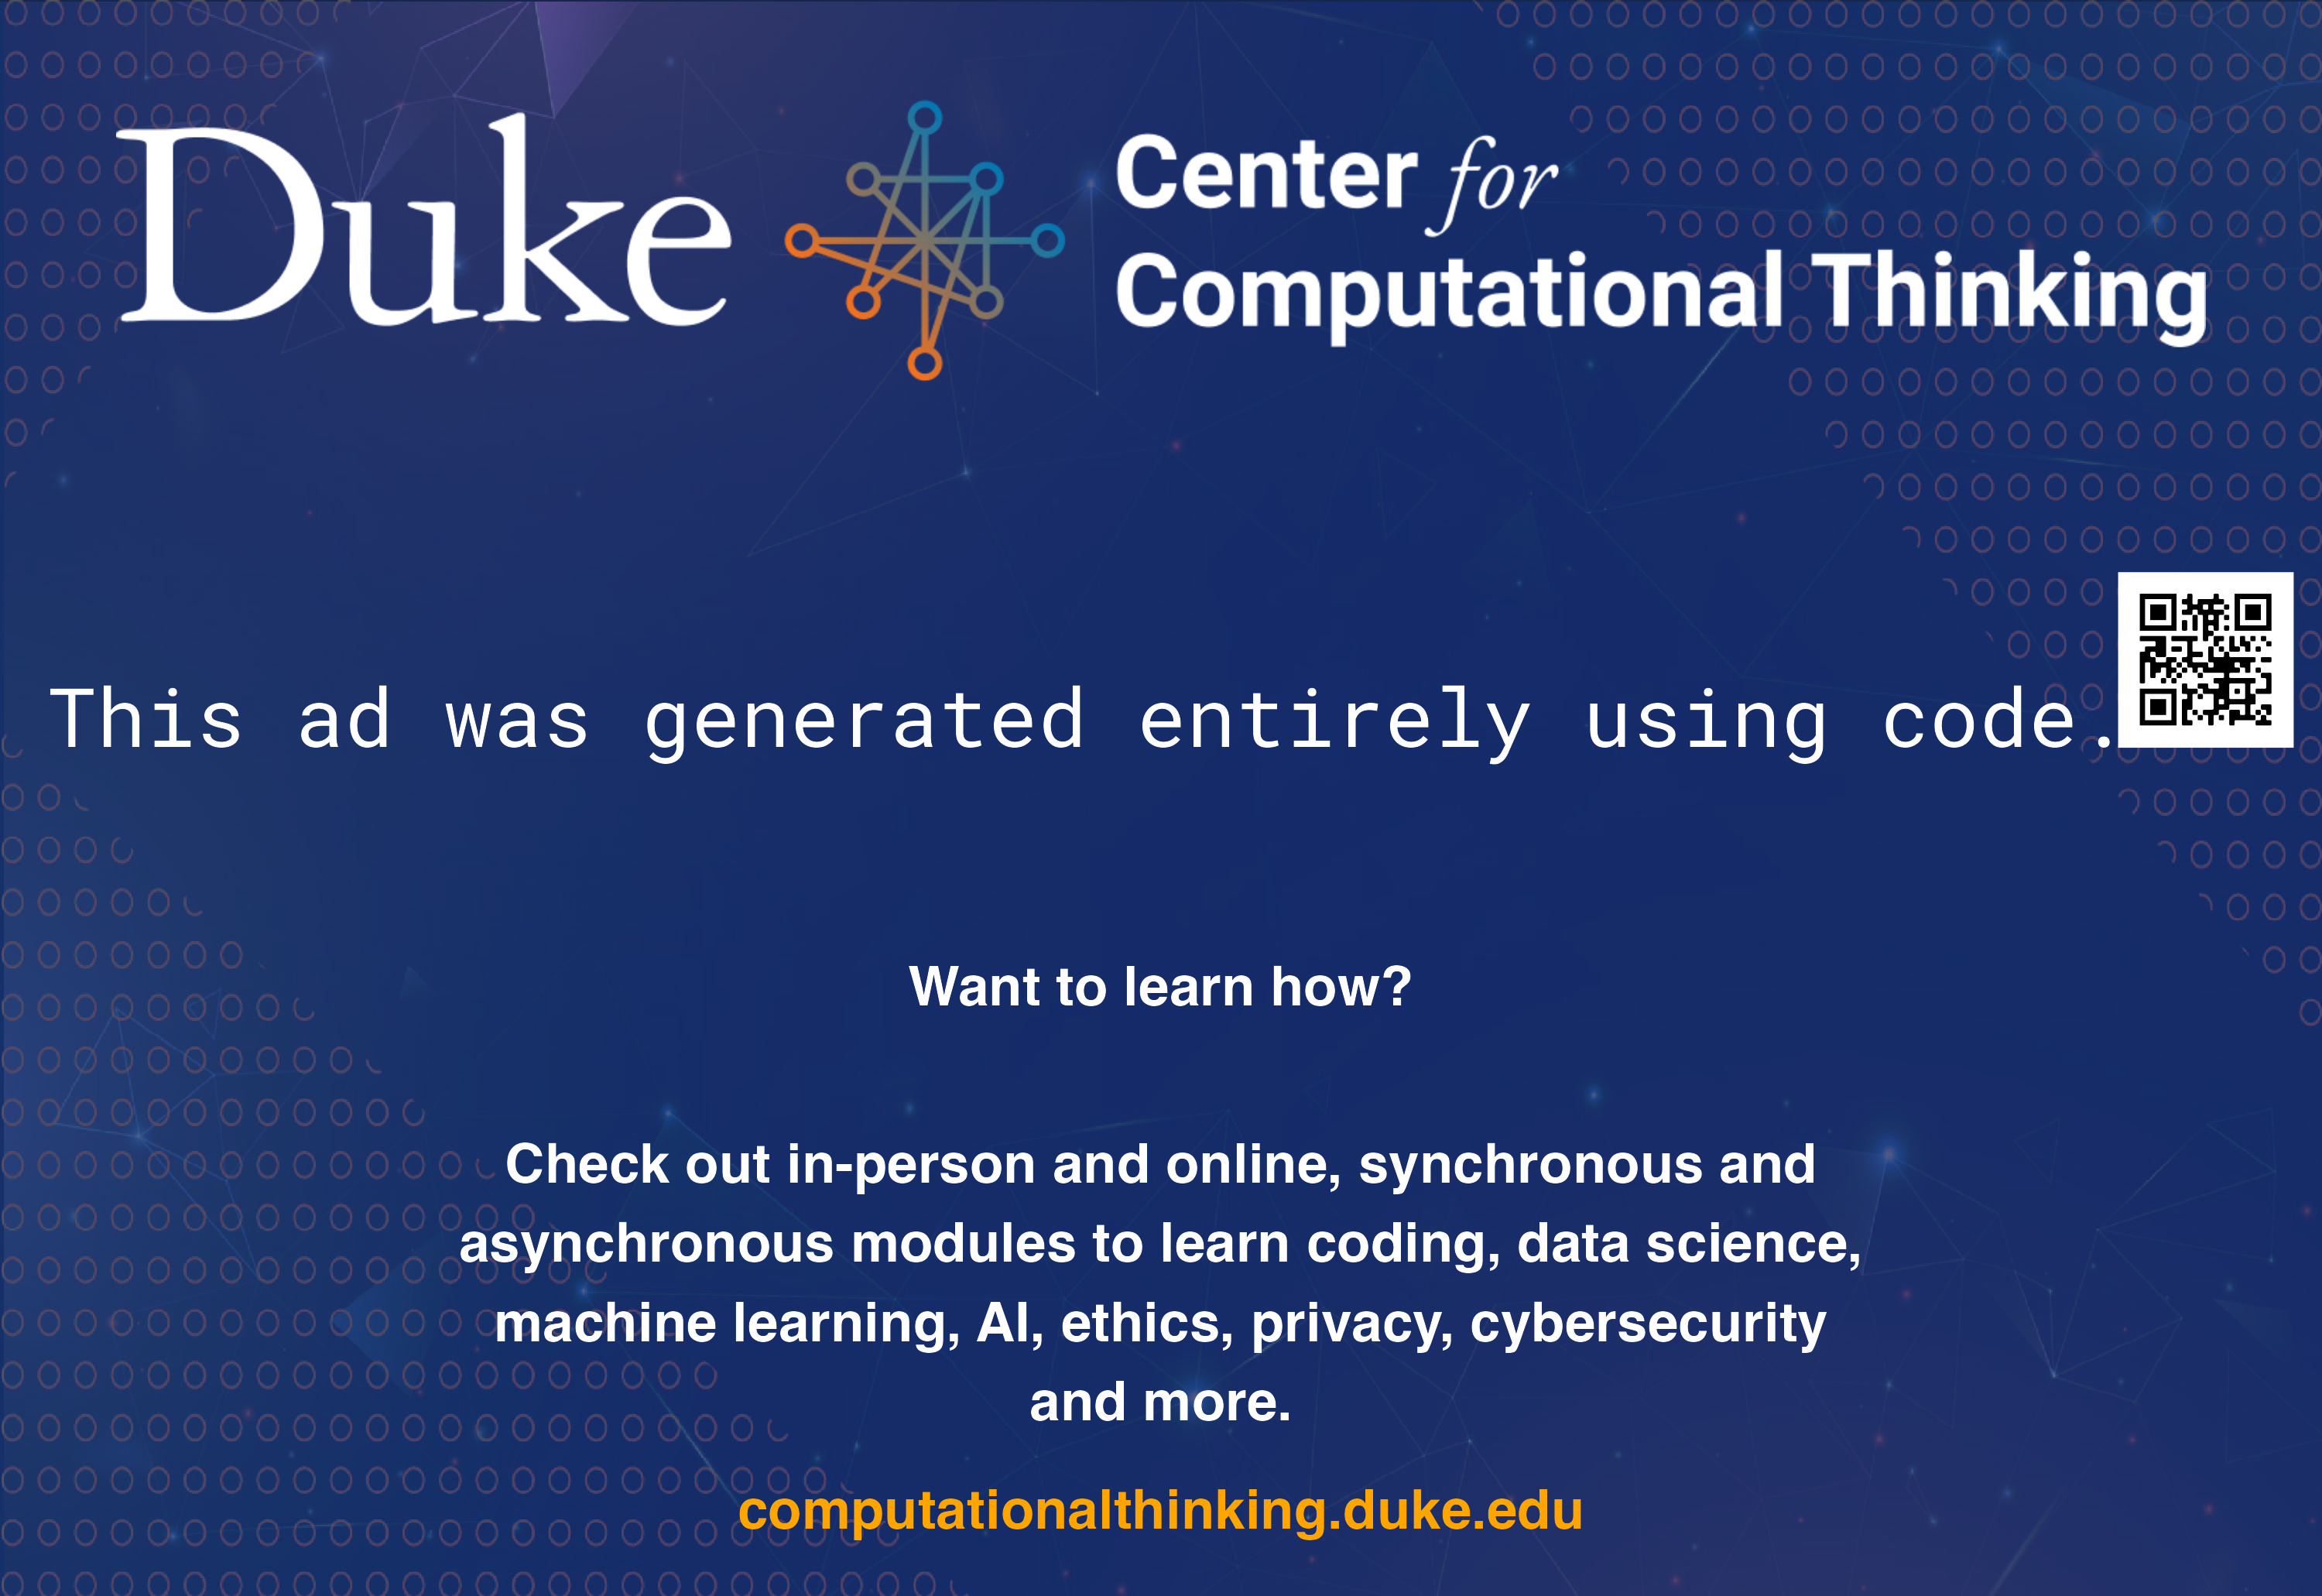 Duke
Center for
Computational Thinking
This ad was generated entirely using code.
Want to learn how?
Check out in-person and online, synchronous and
asynchronous modules to learn coding, data science,
machine learning, AI, ethics, privacy, cybersecurity
and more.
computationalthinking.duke.edu